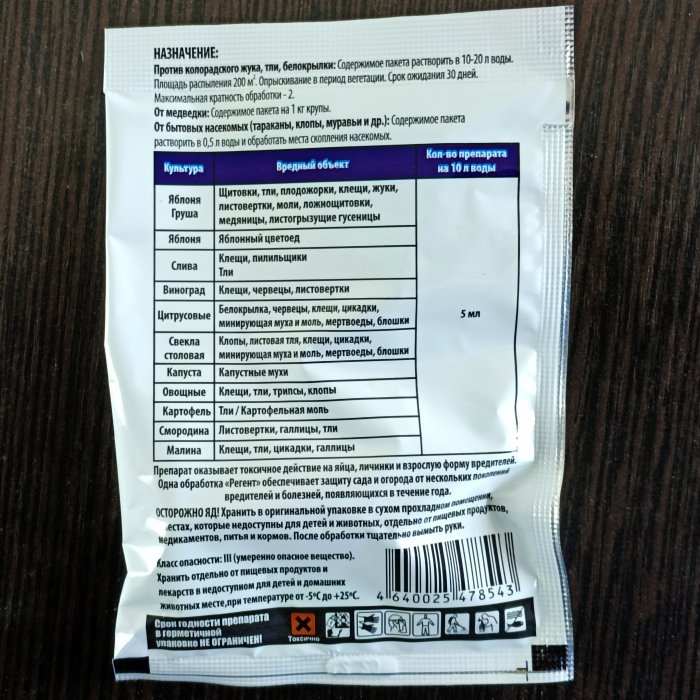 НАЗНАЧЕНИЕ:
Против колорадского жука, тли, белокрылки: Содержимое пакета растворить в 10-20 л воды.
Площадь распыления 200 м². Опрыскивание в период вегетации. Срок ожидания 30 дней.
Максимальная кратность обработки - 2.
От медведки: Содержимое пакета на 1 кг крупы.
От бытовых насекомых (тараканы, клопы, муравьи и др.): Содержимое пакета
растворить в 0,5 л воды и обработать места скопления насекомых.
Культура Вредный объект Кол-во препарата на 10 л воды
Яблоня Груша Щитовки, тли, плодожорки, клещи, жуки,
листовертки, моли, ложнощитовки,
медяницы, листогрызущие гусеницы
Яблоня Яблонный цветоед
Слива Клещи, пилильщики
Тли
Виноград Клещи, червецы, листовертки
5 мл
Цитрусовые Белокрылка, червецы, клещи, цикадки,
минирующая муха и моль, мертвоеды, блошки
Свекла столовая Клопы, листовая тля, клещи, цикадки,
минирующая муха и моль, мертвоеды, блошки
Капуста Капустные мухи
Овощные Клещи, тли, трипсы, клопы
Картофель Тли / Картофельная моль
Смородина Листовертки, галлицы, тли
Малина Клещи, тли, цикадки, галлицы
Препарат оказывает токсичное действие на яйца, личинки и взрослую форму вредителей.
Одна обработка «Регент» обеспечивает защиту сада и огорода от нескольких поколений
вредителей и болезней, появляющихся в течение года.
ОСТОРОЖНО ЯД! Хранить в оригинальной упаковке в сухом прохладном помещении,
местах, которые недоступны для детей и животных, отдельно от пищевых продуктов,
медикаментов, питья и кормов. После обработки тщательно вымыть руки.
Класс опасности: III (умеренно опасное вещество).
Хранить отдельно от пищевых продуктов и
лекарств в недоступном для детей и домашних
животных месте,при температуре от -5°С до +25°С.
4 640025 478543
Срок годности препарата
в герметичной
упаковке НЕ ОГРАНИЧЕН!
Токсично